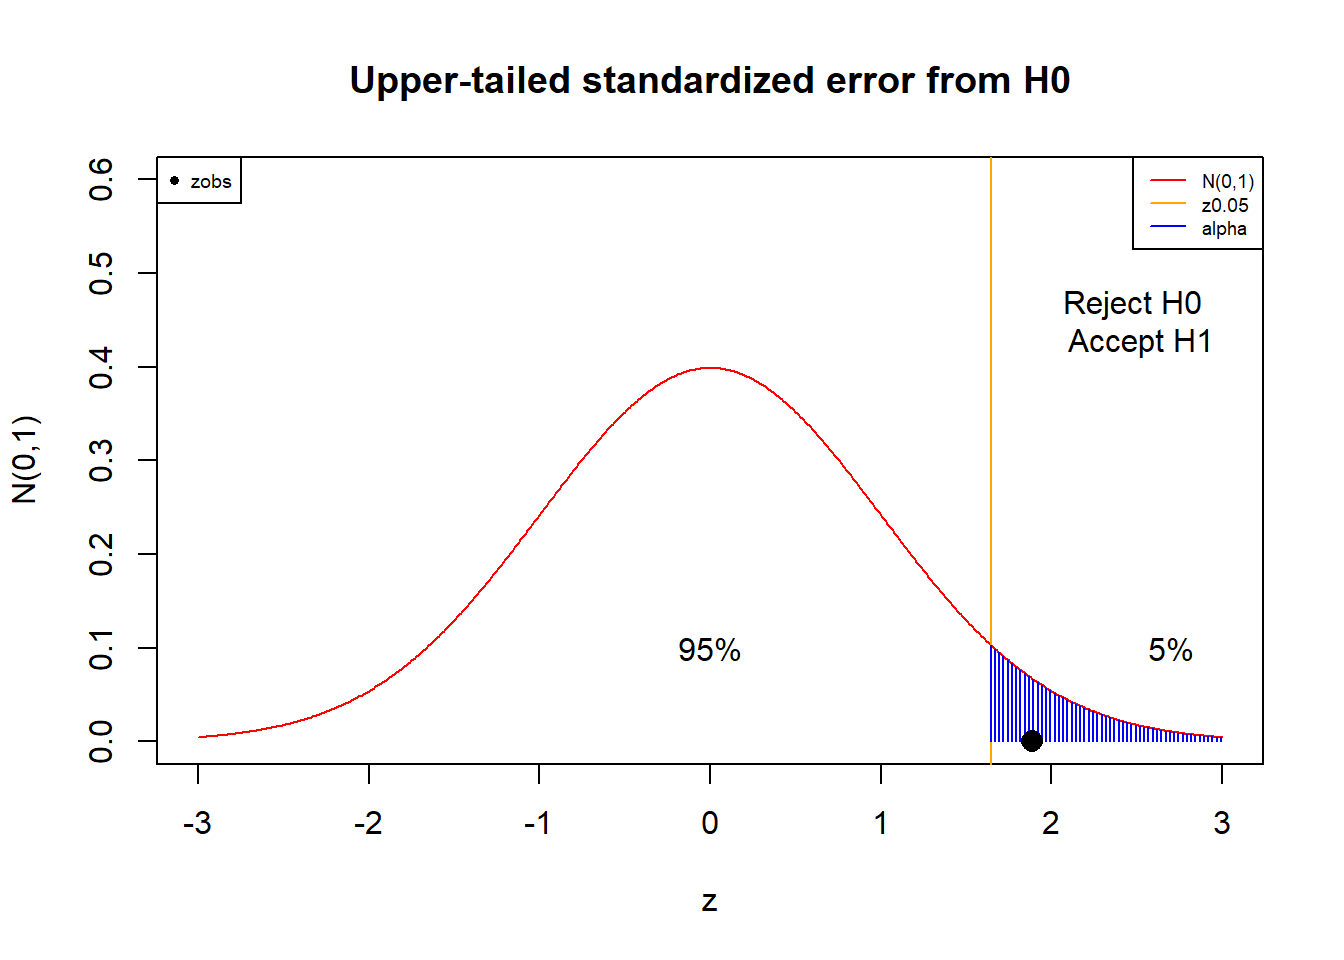 Upper-tailed standardized error from H0
zobs
N(0,1)
z0.05
alpha
Reject H0
Accept H1
95%
5%
N(0,1)
0.0
0.1
0.2
0.3
0.4
0.5
0.6
-3
-2
-1
0
1
2
3
z